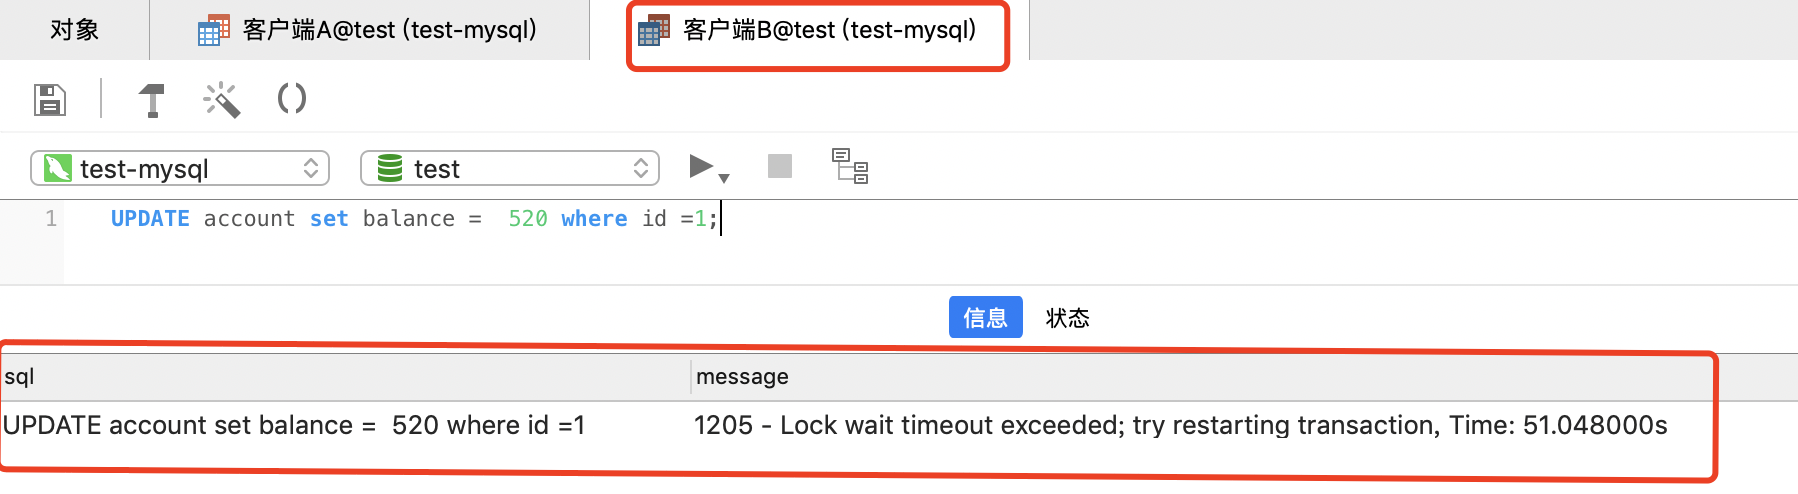 对象 客户端A@test (test-mysql) 客户端B@test (test-mysql)
test-mysql test
1 UPDATE account set balance =  520 where id =1;
信息 状态
sql message
UPDATE account set balance =  520 where id =1 1205 - Lock wait timeout exceeded; try restarting transaction, Time: 51.048000s